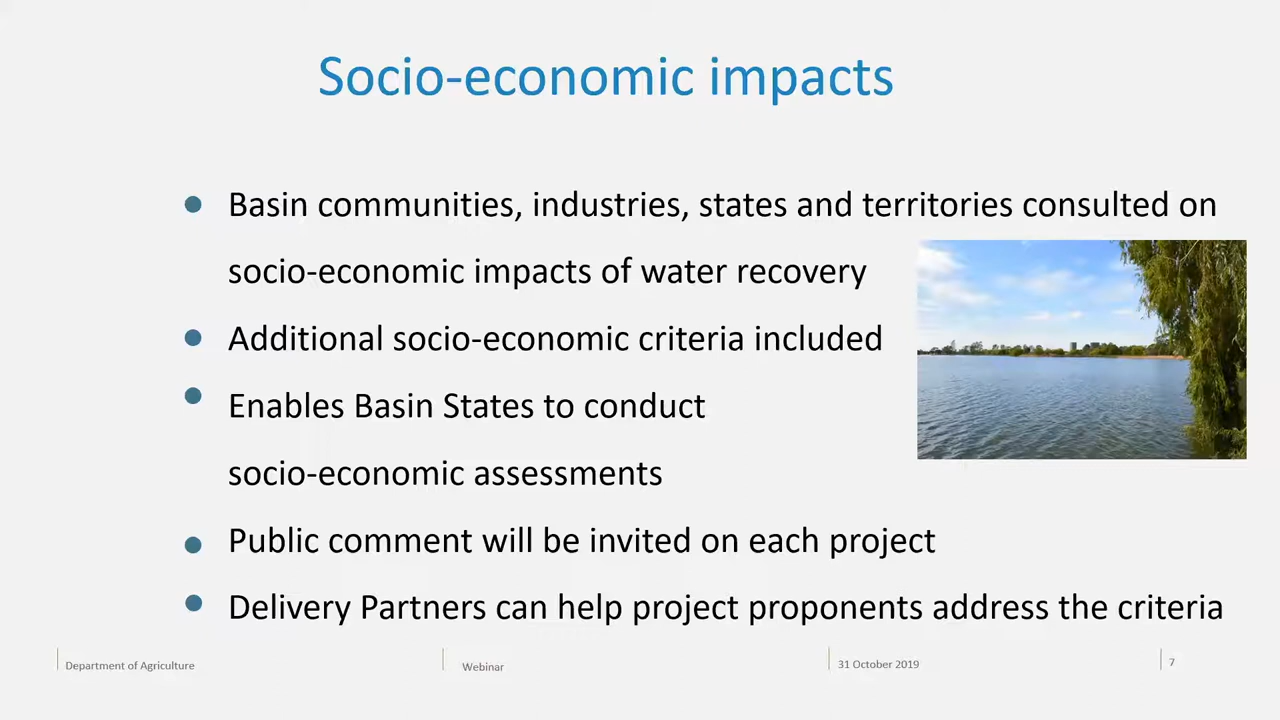 Socio-economic impacts
Basin communities, industries, states and territories consulted on
socio-economic impacts of water recovery
Additional socio-economic criteria included
Enables Basin States to conduct
socio-economic assessments
Public comment will be invited on each project
Delivery Partners can help project proponents address the criteria
Department of Agriculture
Webinar
31 October 2019
7